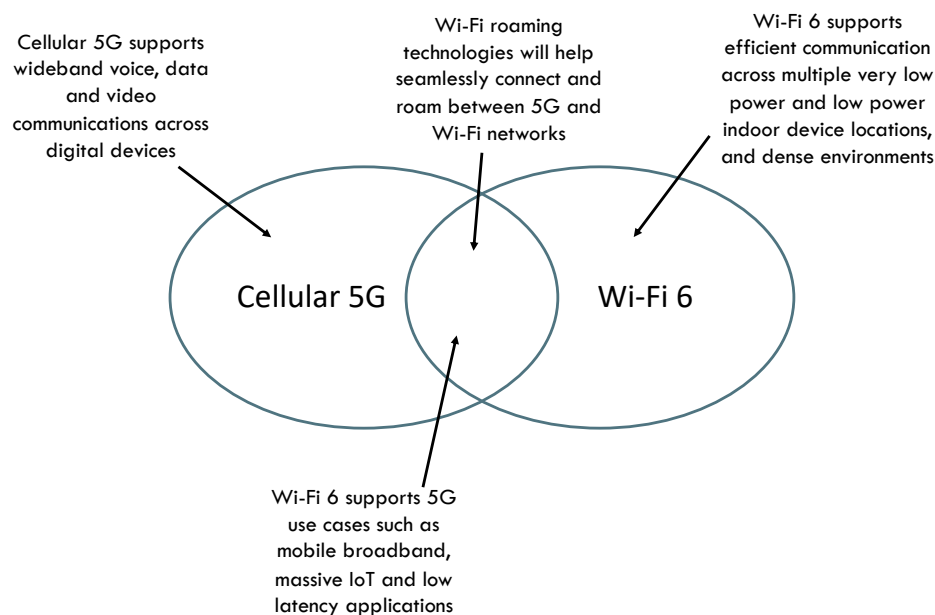 Cellular 5G supports
wideband voice, data
and video
communications across
digital devices
Wi-Fi roaming
technologies will help
seamlessly connect and
roam between 5G and
Wi-Fi networks
Wi-Fi 6 supports
efficient communication
across multiple very low
power and low power
indoor device locations,
and dense environments
Cellular 5G
Wi-Fi 6
Wi-Fi 6 supports 5G
use cases such as
mobile broadband,
massive IoT and low
latency applications